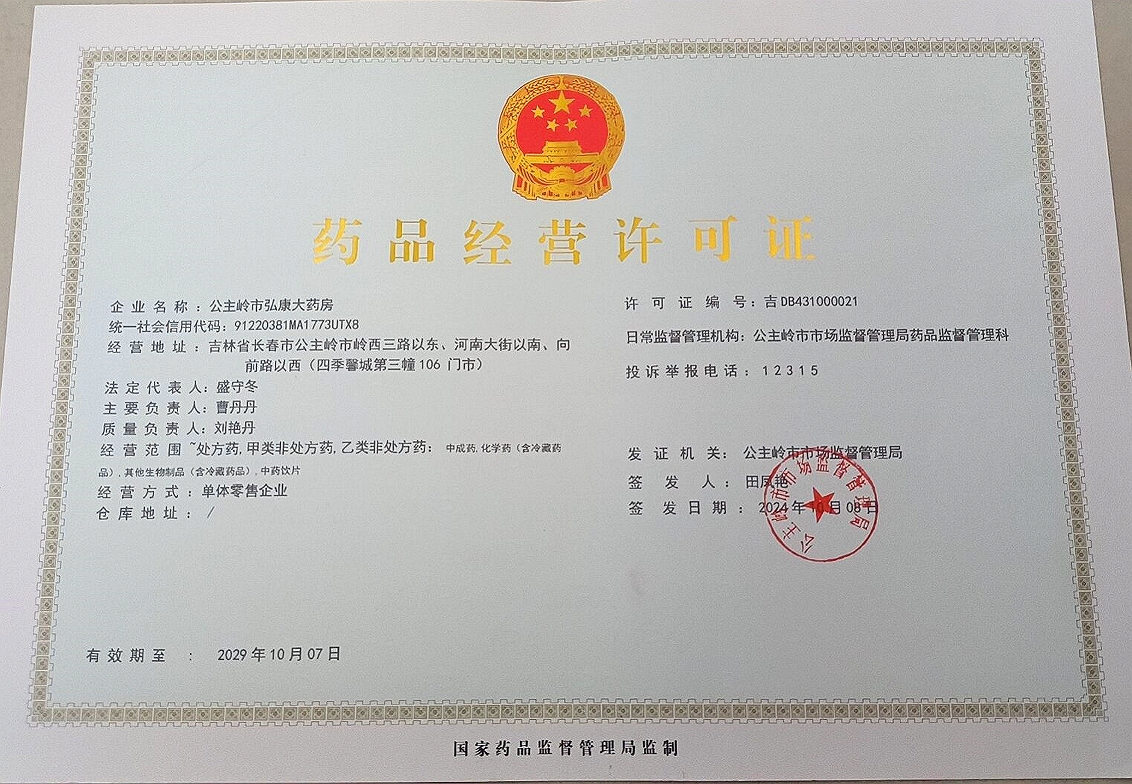 药品经营许可证
企业名称：公主岭市弘康大药房
统一社会信用代码：91220381MA1773UTX8
经营地址：吉林省长春市公主岭市岭西三路以东、河南大街以南、向
前路以西（四季馨城第三幢106 门市）
法定代表人：盛守冬
主要负责人：曹丹丹
质量负责人：刘艳丹
经营范围~处方药,甲类非处方药,乙类非处方药：中成药,化学药（含冷藏药
品）,其他生物制品（含冷藏药品）,中药饮片
经营方式：单体零售企业
仓库地址：/
许可证编号：吉DB431000021
日常监督管理机构：公主岭市市场监督管理局药品监督管理科
投诉举报电话：12315
发证机关：公主岭市市场监督管理局
签发人：田凤艳
签发日期：2024年10月08日
公主岭市市场监督管理局
有效期至：2029年10月07日
国家药品监督管理局监制